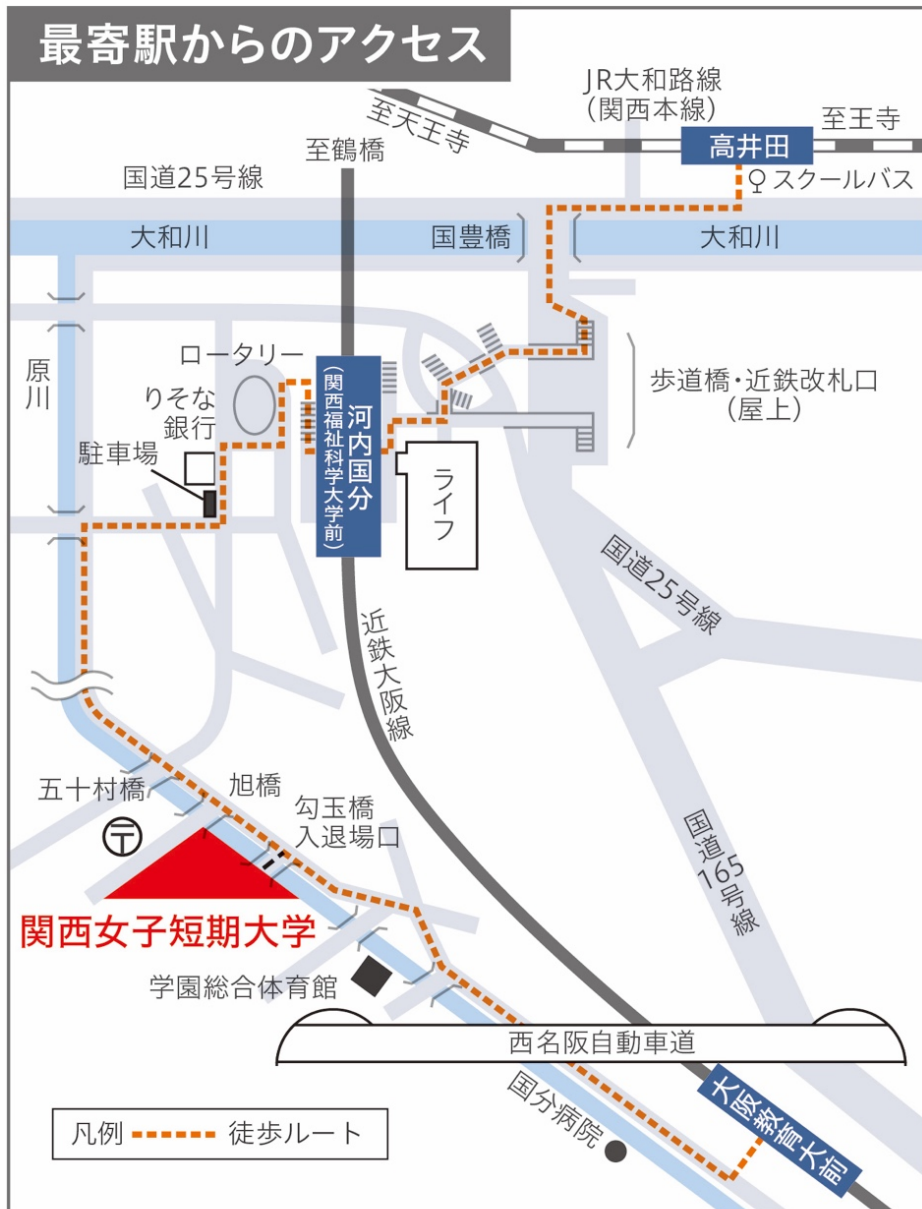 最寄駅からのアクセス
JR大和路線
(関西本線)
至天王寺
高井田
至王寺
スクールバス
至鶴橋
国道25号線
大和川
国豊橋
大和川
原川
ロータリー
りそな
銀行
駐車場
河内国分
(関西福祉科学大学前)
ライフ
歩道橋・近鉄改札口
(屋上)
国道25号線
近鉄大阪線
国道165号線
五十村橋
旭橋
勾玉橋
入退場口
〒
関西女子短期大学
学園総合体育館
西名阪自動車道
国分病院
大阪教育大前
凡例
徒歩ルート